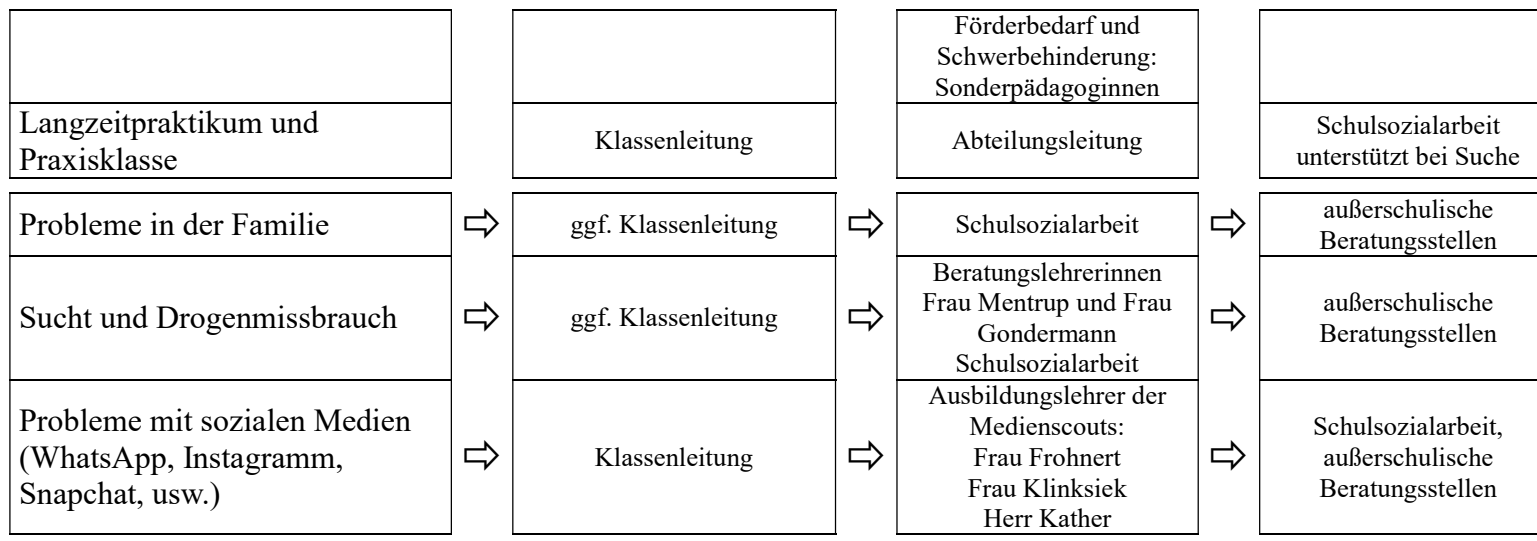 Förderbedarf und
Schwerbehinderung:
Sonderpädagoginnen
Langzeitpraktikum und
Praxisklasse
Klassenleitung
Abteilungsleitung
Schulsozialarbeit
unterstützt bei Suche
Probleme in der Familie
ggf. Klassenleitung
Schulsozialarbeit
außerschulische
Beratungsstellen
Sucht und Drogenmissbrauch
ggf. Klassenleitung
Beratungslehrerinnen
Frau Mentrup und Frau
Gondermann
Schulsozialarbeit
außerschulische
Beratungsstellen
Probleme mit sozialen Medien
(WhatsApp, Instagramm,
Snapchat, usw.)
Klassenleitung
Ausbildungslehrer der
Medienscouts:
Frau Frohnert
Frau Klinksiek
Herr Kather
Schulsozialarbeit,
außerschulische
Beratungsstellen